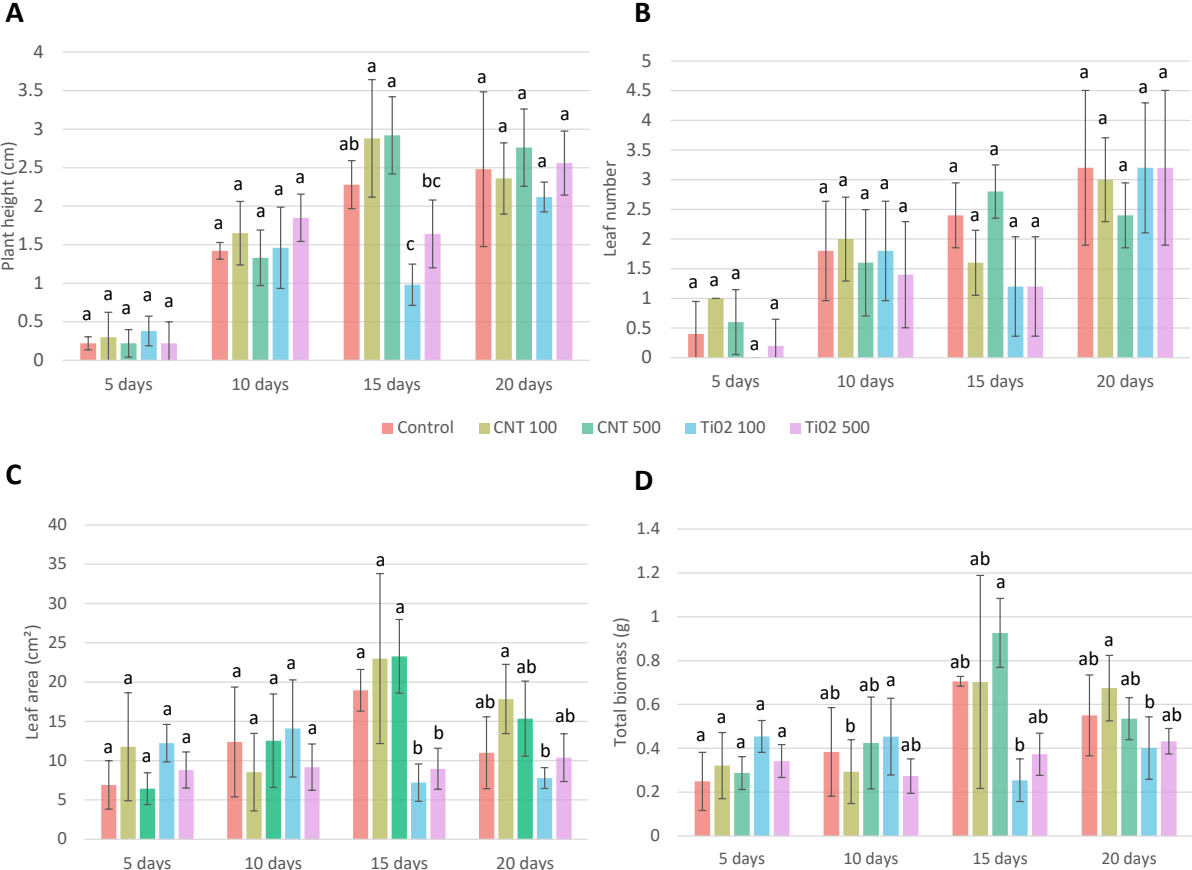 A
Plant height (cm)
4
3.5
3
2.5
2
1.5
1
0.5
0
a a a a a
a a a a a
ab a a c bc
a a a a a
5 days 10 days 15 days 20 days
B
Leaf number
5
4.5
4
3.5
3
2.5
2
1.5
1
0.5
0
a a a a a
a a a a a
a a a a a
a a a a a
5 days 10 days 15 days 20 days
Control CNT 100 CNT 500 Ti02 100 Ti02 500
C
Leaf area (cm²)
40
35
30
25
20
15
10
5
0
a a a a a
a a a a a
a a a b b
ab a ab b ab
5 days 10 days 15 days 20 days
D
Total biomass (g)
1.4
1.2
1
0.8
0.6
0.4
0.2
0
a a a a a
ab b ab a ab
ab ab a b ab
ab a ab b ab
5 days 10 days 15 days 20 days